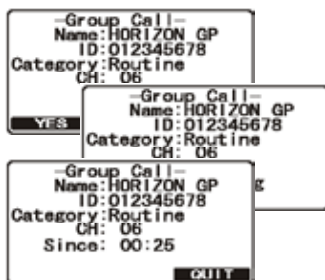 -Group Call-
Name:HORIZON GP
ID:012345678
Category:Routine
CH: 06
YES
-Group Call-
Name:HORIZON GP
ID:012345678
Category:Routine
CH: 06
-Group Call-
Name:HORIZON GP
ID:012345678
Category:Routine
CH: 06
Since: 00:25
QUIT